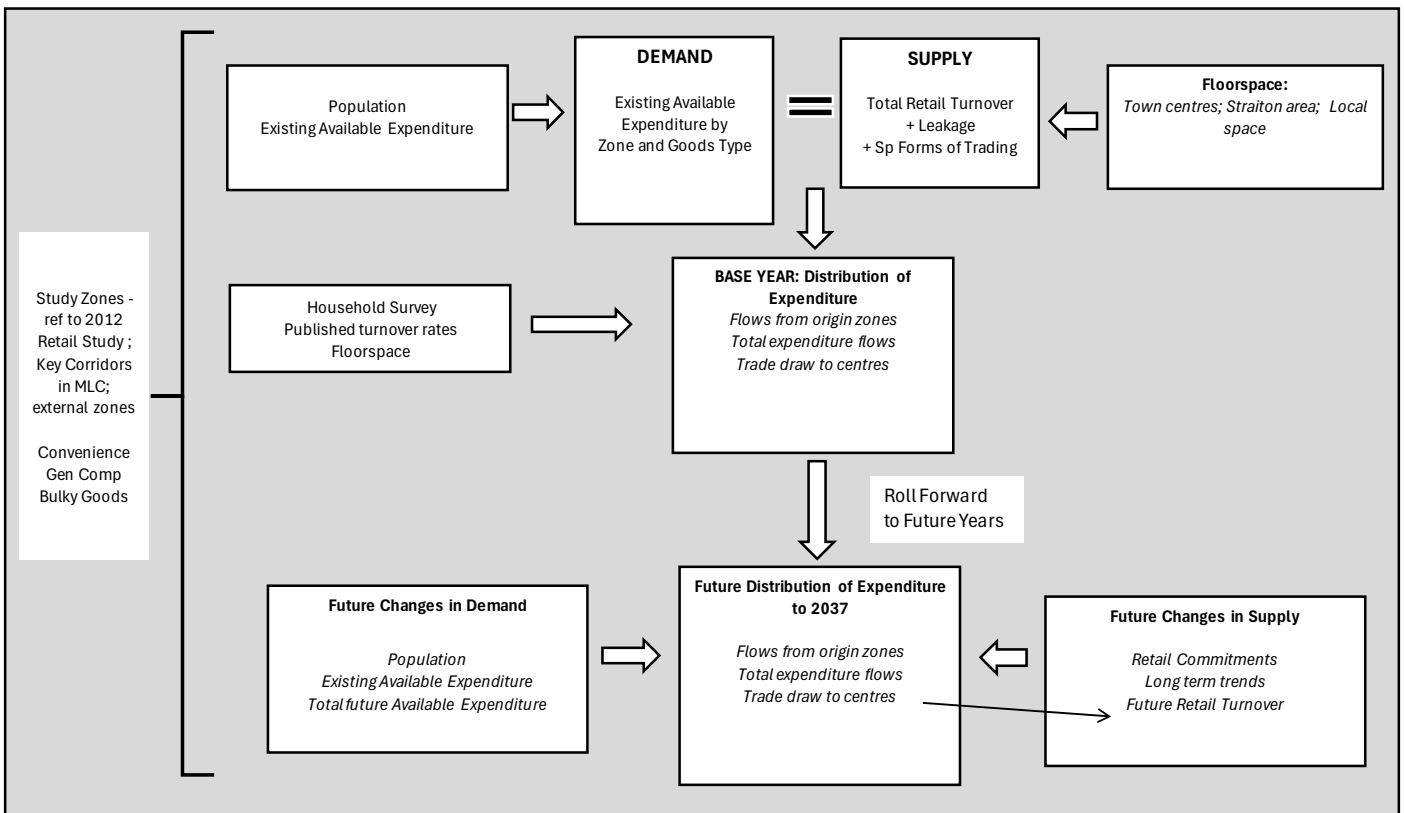 Study Zones -
ref to 2012
Retail Study ;
Key Corridors
in MLC;
external zones
Convenience
Gen Comp
Bulky Goods
Population
Existing Available Expenditure
DEMAND
Existing Available
Expenditure by
Zone and Goods Type
SUPPLY
Total Retail Turnover
+ Leakage
+ Sp Forms of Trading
Floorspace:
Town centres; Straiton area; Local
space
Household Survey
Published turnover rates
Floorspace
BASE YEAR: Distribution of
Expenditure
Flows from origin zones
Total expenditure flows
Trade draw to centres
Roll Forward
to Future Years
Future Changes in Demand
Population
Existing Available Expenditure
Total future Available Expenditure
Future Distribution of Expenditure
to 2037
Flows from origin zones
Total expenditure flows
Trade draw to centres
Future Changes in Supply
Retail Commitments
Long term trends
Future Retail Turnover